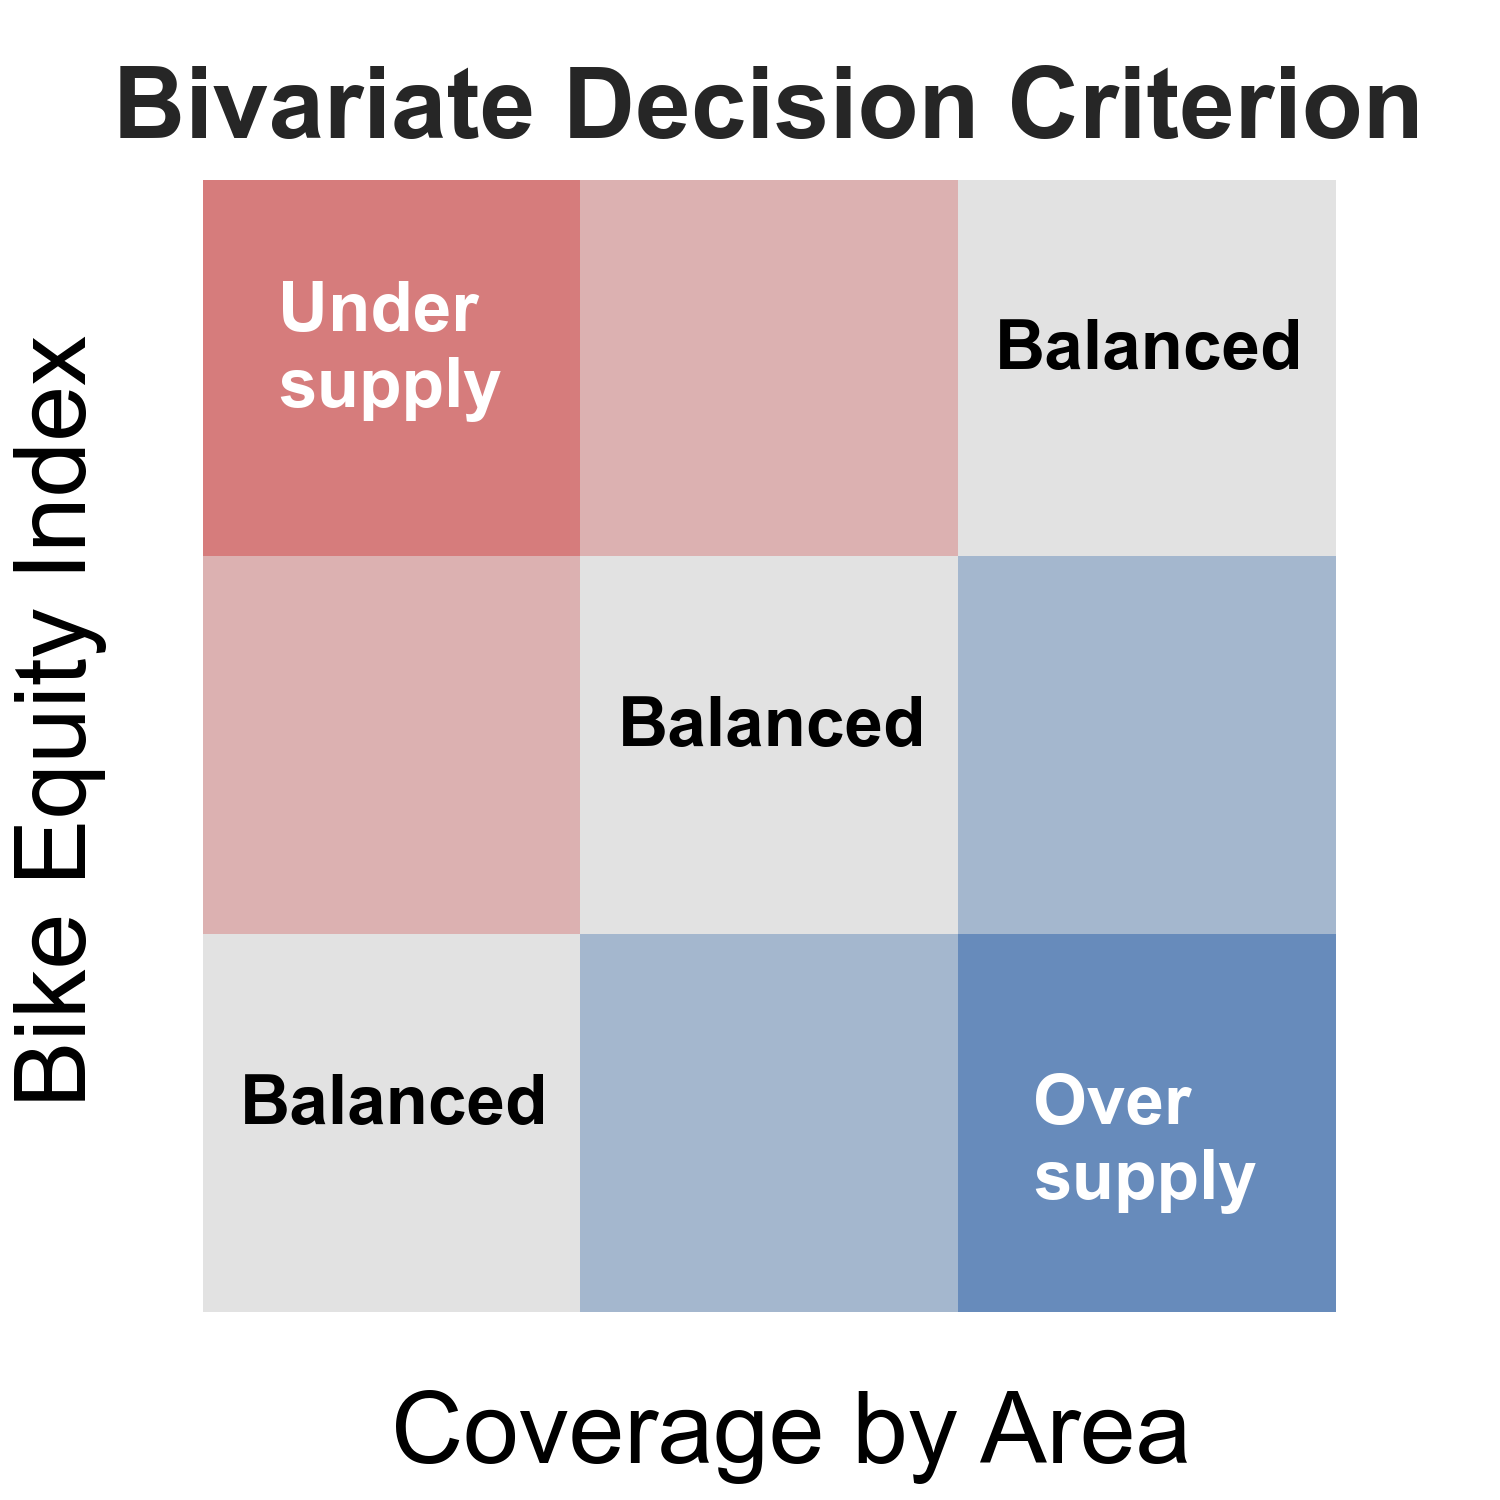 Bivariate Decision Criterion
Under
supply
Balanced
Balanced
Balanced
Over
supply
Bike Equity Index
Coverage by Area